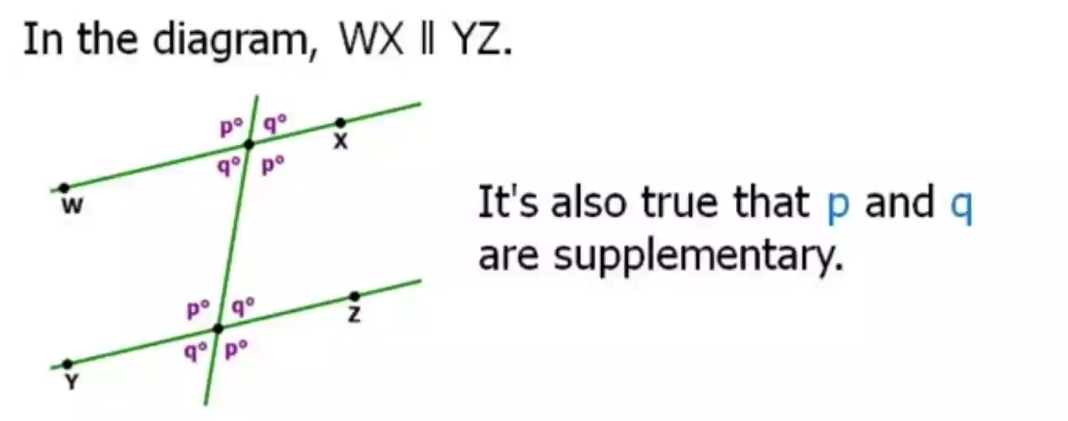 In the diagram, WX ∥ YZ.
p° q°
X
q° p°
W
It's also true that p and q
are supplementary.
p° q°
Z
q° p°
Y